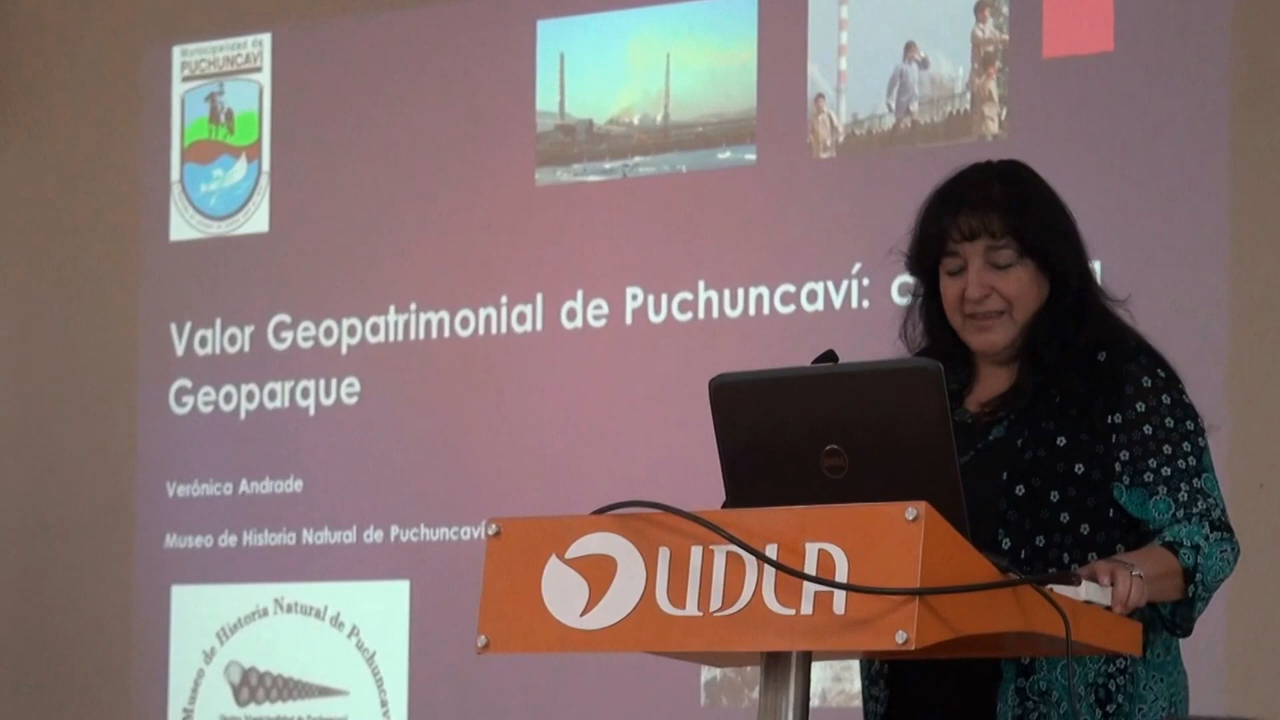 Municipalidad de
PUCHUNCAVÍ
Valor Geopatrimonial de Puchuncaví:
Geoparque
Verónica Andrade
Museo de Historia Natural de Puchuncaví
UDLA
DELL
Museo de Historia Natural de Puchuncaví